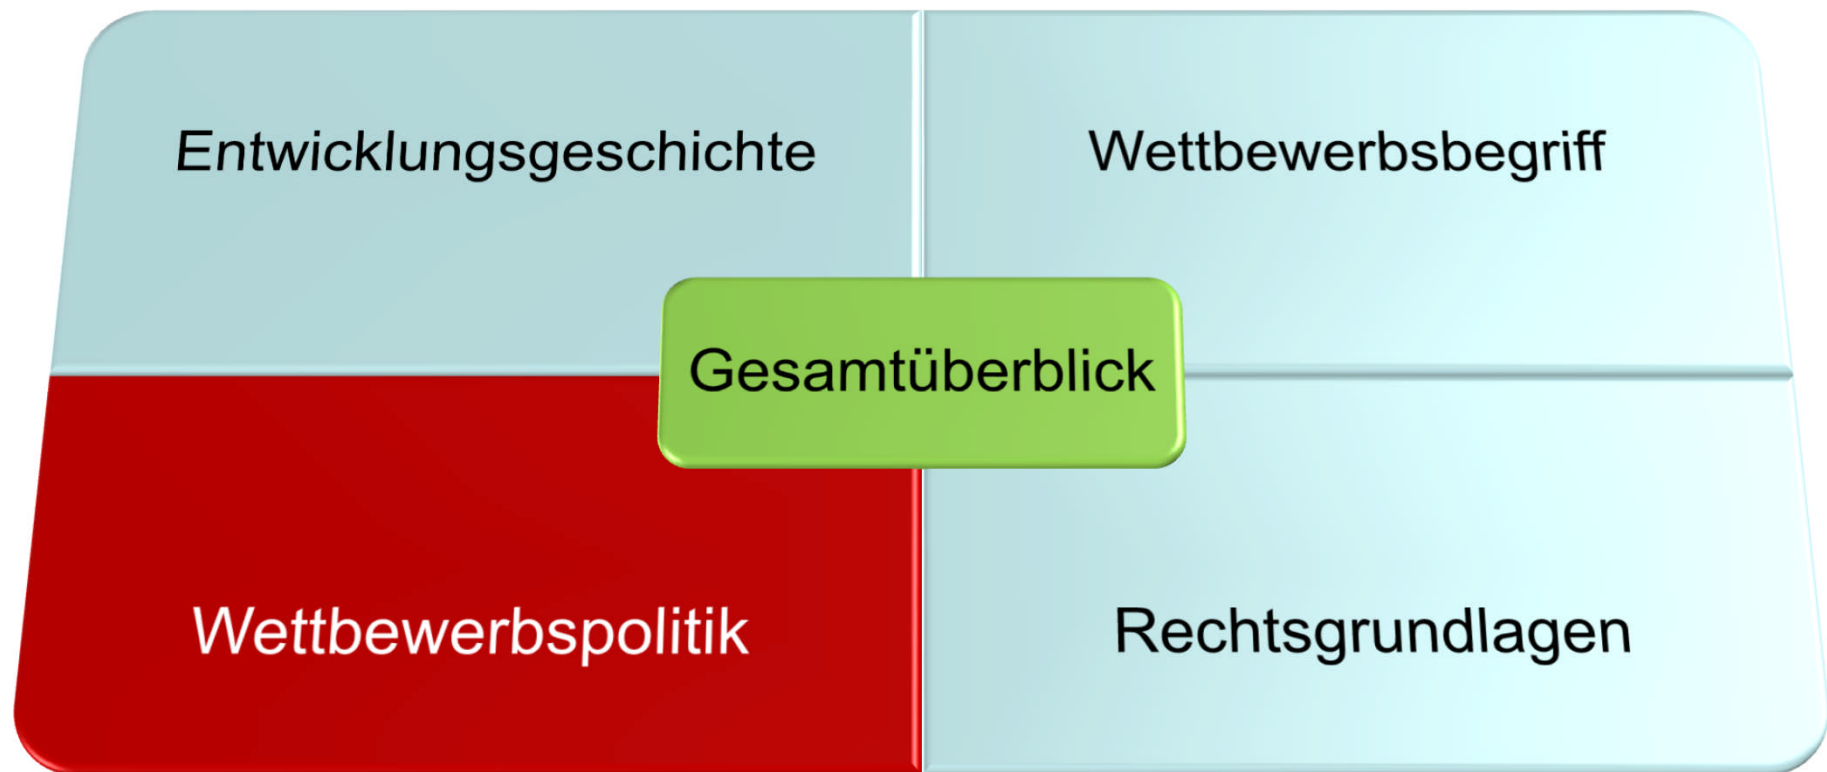 Entwicklungsgeschichte
Wettbewerbsbegriff
Gesamtüberblick
Wettbewerbspolitik
Rechtsgrundlagen